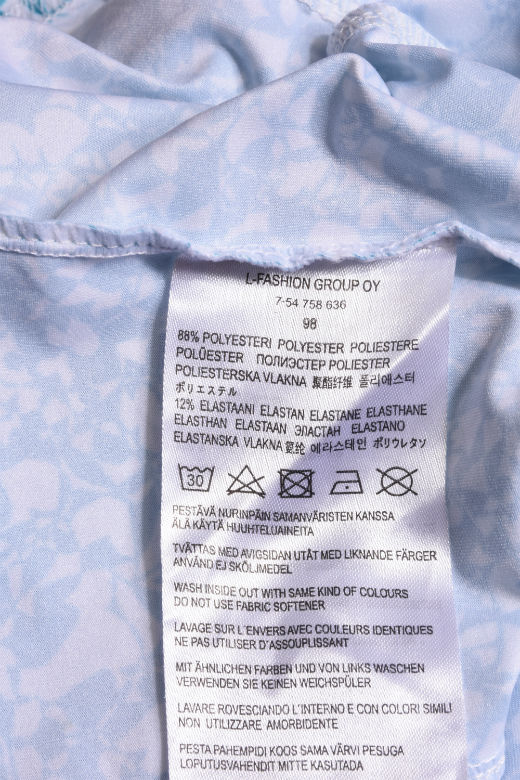 L-FASHION GROUP OY
7-54 758 636
98
88% POLYESTERI POLYESTER POLIESTERE
POLÜESTER ПОЛИЭСТЕР POLIESTER
POLIESTERSKA VLAKNA 聚酯纤维 폴리에스터
ポリエステル
12% ELASTAANI ELASTAN ELASTANE ELASTHANE
ELASTHAN ELASTAAN ЭЛАСТАН ELASTANO
ELASTANSKA VLAKNA 氨纶 에라스테인 ポリウレタン
30
PESTÄVÄ NURINPÄIN SAMANVÄRISTEN KANSSA
ÄLÄ KÄYTÄ HUUHTELUAINEITA
TVÄTTAS MED AVIGSIDAN UTÅT MED LIKNANDE FÄRGER
ANVÄND EJ SKÖLJMEDEL
WASH INSIDE OUT WITH SAME KIND OF COLOURS
DO NOT USE FABRIC SOFTENER
LAVAGE SUR L'ENVERS AVEC COULEURS IDENTIQUES
NE PAS UTILISER D'ASSOUPLISSANT
MIT ÄHNLICHEN FARBEN UND VON LINKS WASCHEN
VERWENDEN SIE KEINEN WEICHSPÜLER
LAVARE ROVESCIANDO L'INTERNO E CON COLORI SIMILI
NON UTILIZZARE AMORBIDENTE
PESTA PAHEMPIDI KOOS SAMA VÄRVI PESUGA
LOPUTUSVAHENDIT MITTE KASUTADA